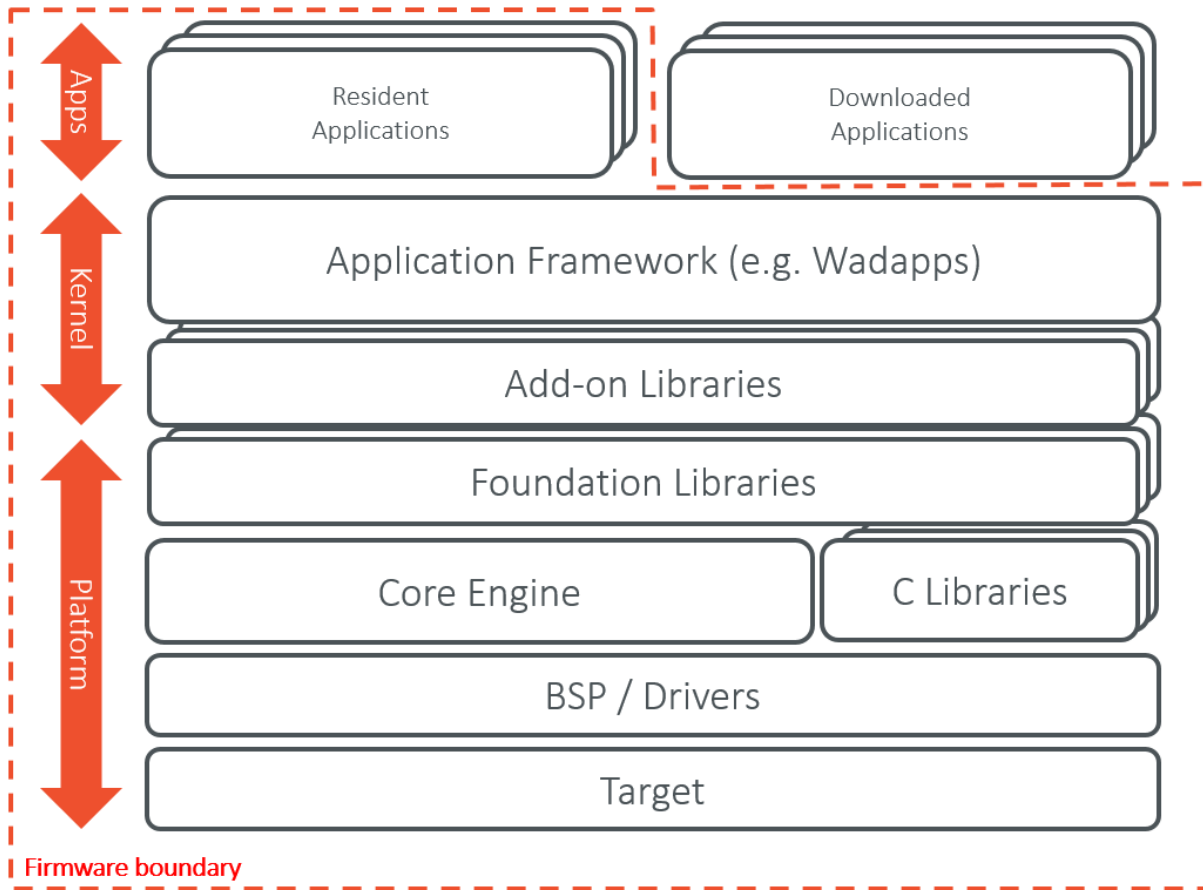 Apps
Resident
Applications
Downloaded
Applications
Kernel
Application Framework (e.g. Wadapps)
Add-on Libraries
Platform
Foundation Libraries
Core Engine
C Libraries
BSP / Drivers
Target
Firmware boundary